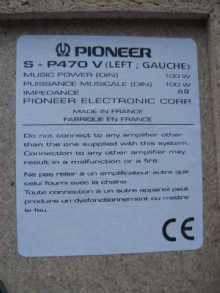 PIONEER
S - P470 V (LEFT ; GAUCHE)
MUSIC POWER (DIN) 100 W
PUISSANCE MUSICALE (DIN) 100 W
IMPEDANCE 6Ω
PIONEER ELECTRONIC CORP.
MADE IN FRANCE
FABRIQUE EN FRANCE
Do not connect to any amplifier other
than the one supplied with this system.
Connection to any other amplifier may
result in a malfunction or a fire.
Ne pas relier a un amplificateur autre que
celui fourni avec la chaine.
Toute connection a un autre appareil peut
produire un dysfonctionnement ou mettre
le feu.
CE